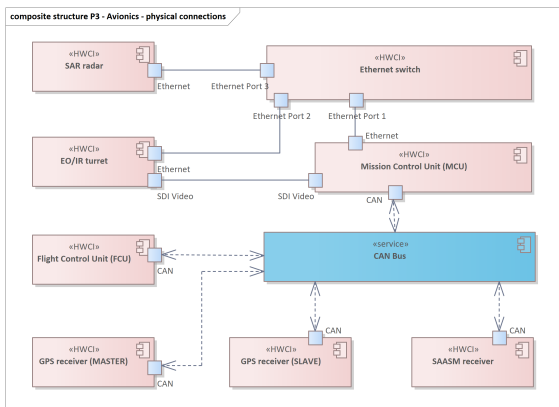 composite structure P3 - Avionics - physical connections
«HWCI»
SAR radar
Ethernet
«HWCI»
Ethernet switch
Ethernet Port 3
Ethernet Port 2
Ethernet Port 1
«HWCI»
EO/IR turret
Ethernet
SDI Video
Ethernet
«HWCI»
Mission Control Unit (MCU)
SDI Video
CAN
«HWCI»
Flight Control Unit (FCU)
CAN
«service»
CAN Bus
«HWCI»
GPS receiver (MASTER)
CAN
CAN
«HWCI»
GPS receiver (SLAVE)
CAN
«HWCI»
SAASM receiver